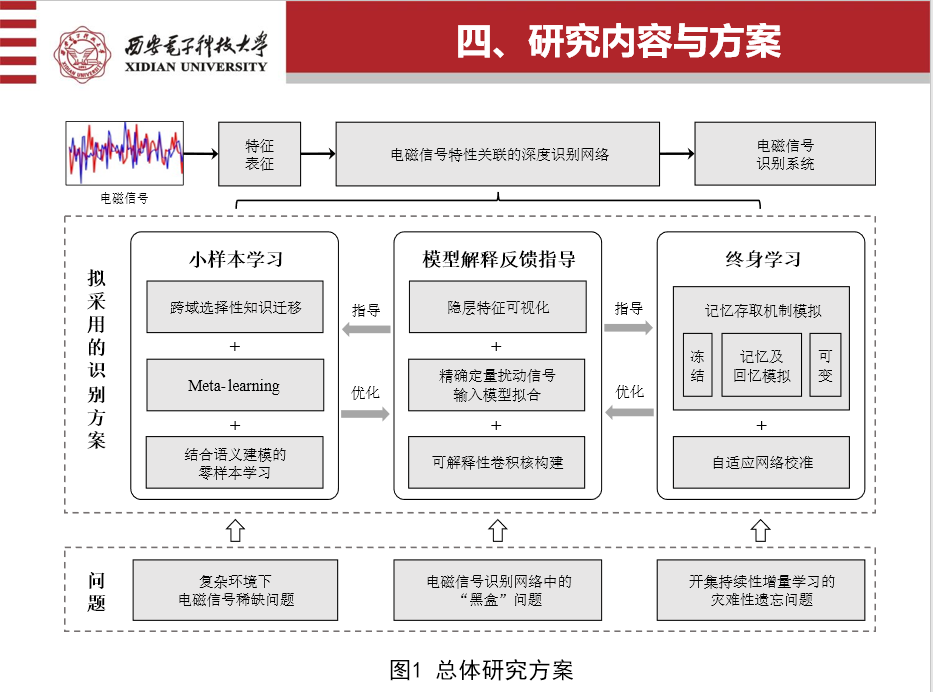 西安电子科技大学
XIDIAN UNIVERSITY
四、研究内容与方案
特征
表征
电磁信号特性关联的深度识别网络
电磁信号
识别系统
电磁信号
拟采用的识别方案
小样本学习
跨域选择性知识迁移
+
Meta-learning
+
结合语义建模的
零样本学习
指导
优化
模型解释反馈指导
隐层特征可视化
+
精确定量扰动信号
输入模型拟合
+
可解释性卷积核构建
指导
优化
终身学习
记忆存取机制模拟
冻
结
记忆及
回忆模拟
可
变
+
自适应网络校准
问题
复杂环境下
电磁信号稀缺问题
电磁信号识别网络中的
“黑盒”问题
开集持续性增量学习的
灾难性遗忘问题
图1 总体研究方案